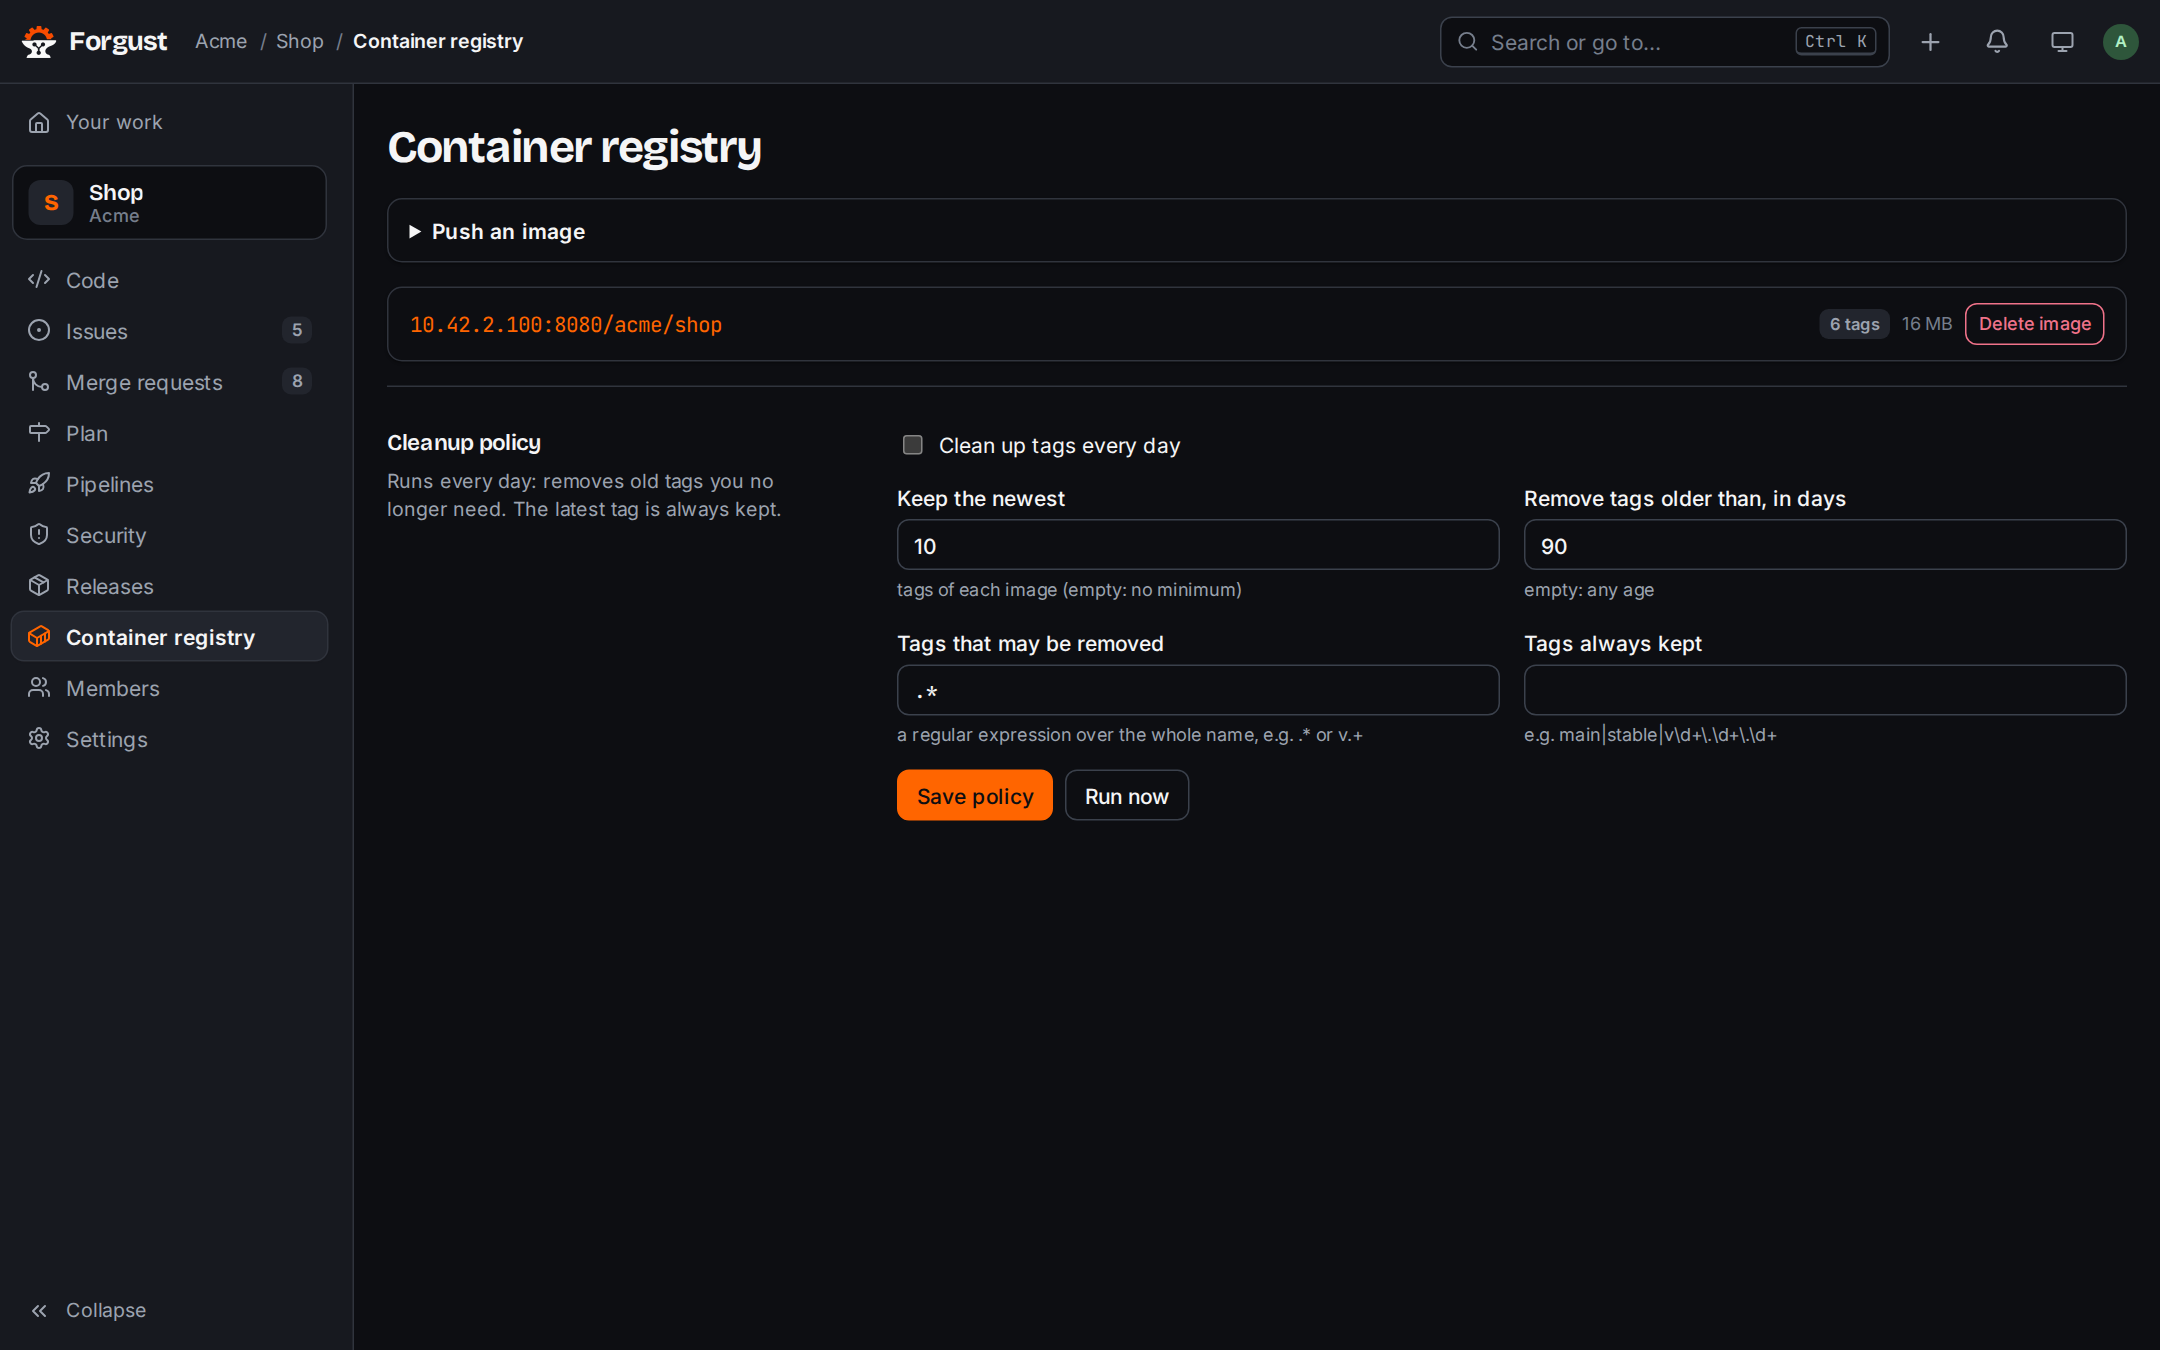 Forgust
Acme / Shop / Container registry
Search or go to...
Ctrl K
A
Your work
S
Shop
Acme
Code
Issues 5
Merge requests 8
Plan
Pipelines
Security
Releases
Container registry
Members
Settings
Collapse
Container registry
Push an image
10.42.2.100:8080/acme/shop
6 tags 16 MB Delete image
Cleanup policy
Runs every day: removes old tags you no
longer need. The latest tag is always kept.
Clean up tags every day
Keep the newest
10
tags of each image (empty: no minimum)
Remove tags older than, in days
90
empty: any age
Tags that may be removed
.*
a regular expression over the whole name, e.g. .* or v.+
Tags always kept
e.g. main|stable|v\d+\.\d+\.\d+
Save policy
Run now